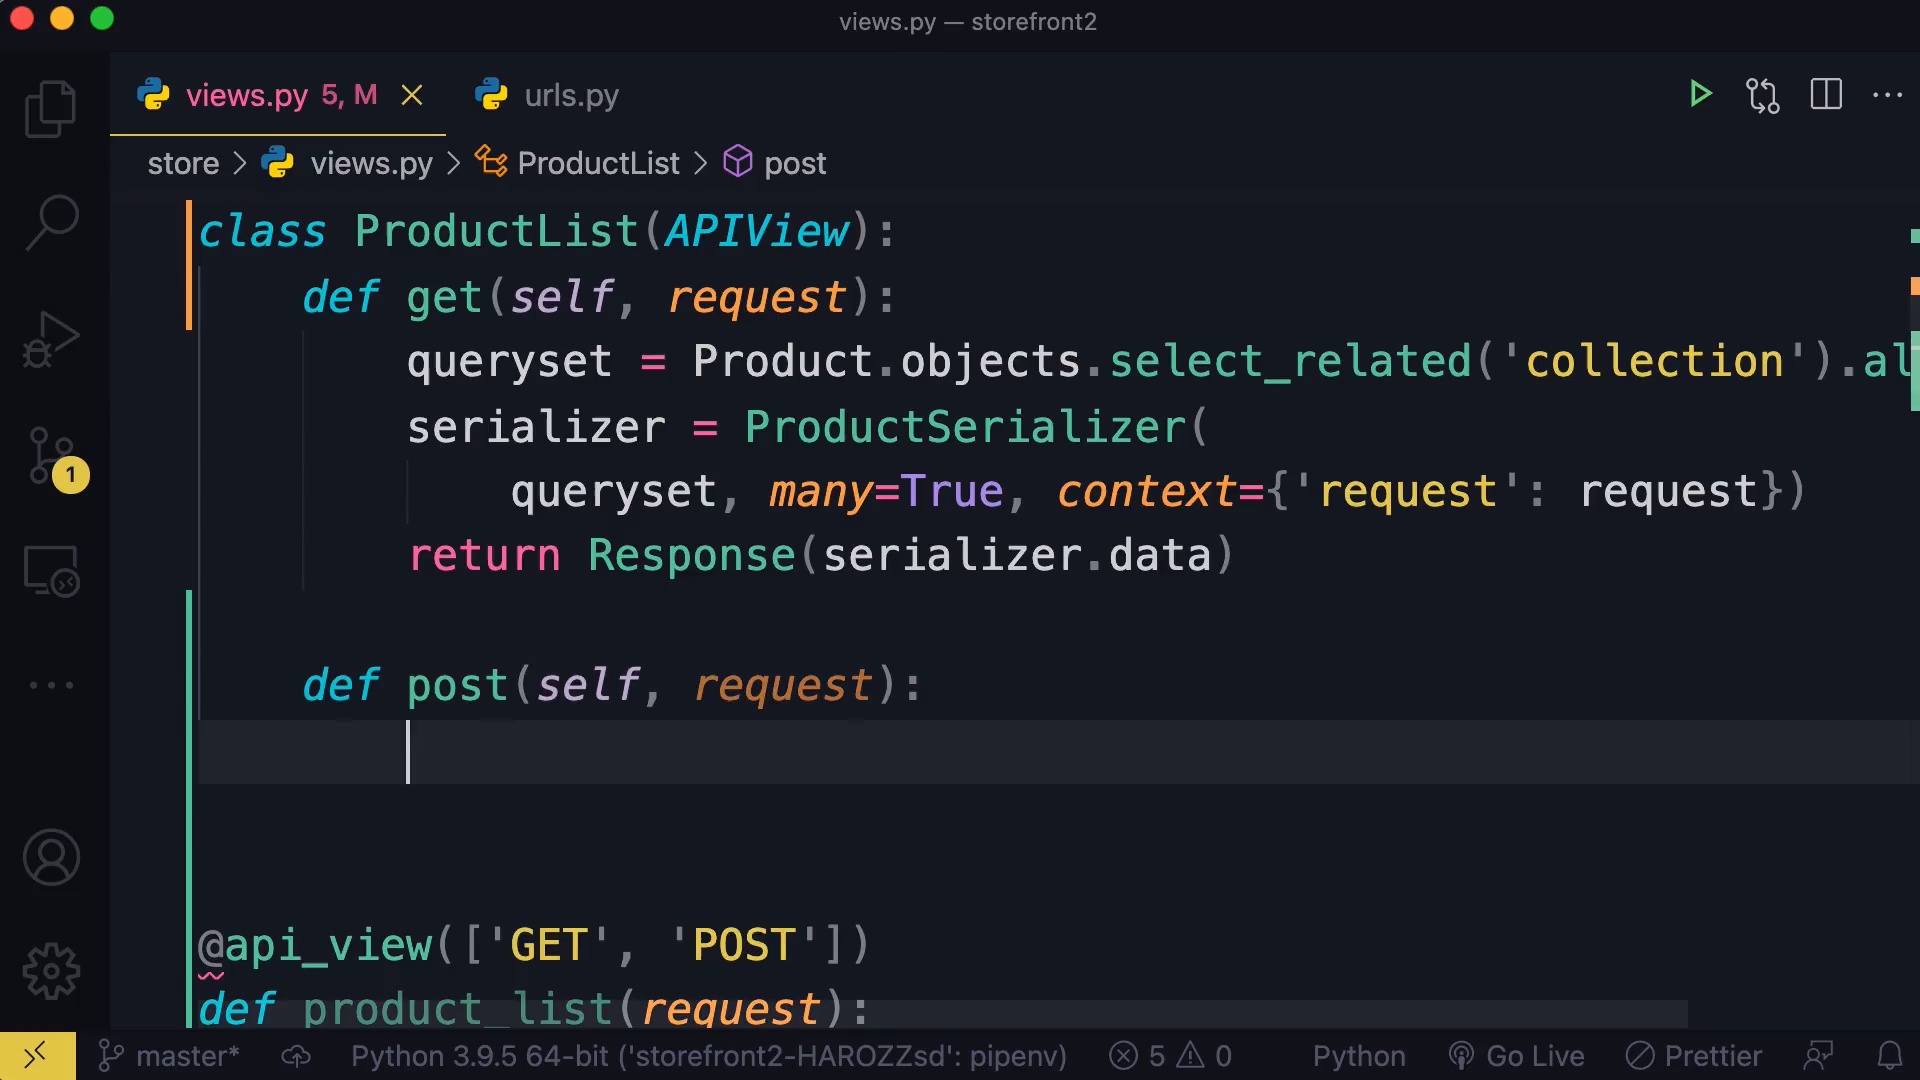 views.py — storefront2
views.py 5, M
urls.py
store > views.py > ProductList > post
class ProductList(APIView):
def get(self, request):
queryset = Product.objects.select_related('collection').al
serializer = ProductSerializer(
queryset, many=True, context={'request': request})
return Response(serializer.data)
def post(self, request):
@api_view(['GET', 'POST'])
def product_list(request):
1
master* Python 3.9.5 64-bit ('storefront2-HAROZZsd': pipenv) 5 0 Python Go Live Prettier